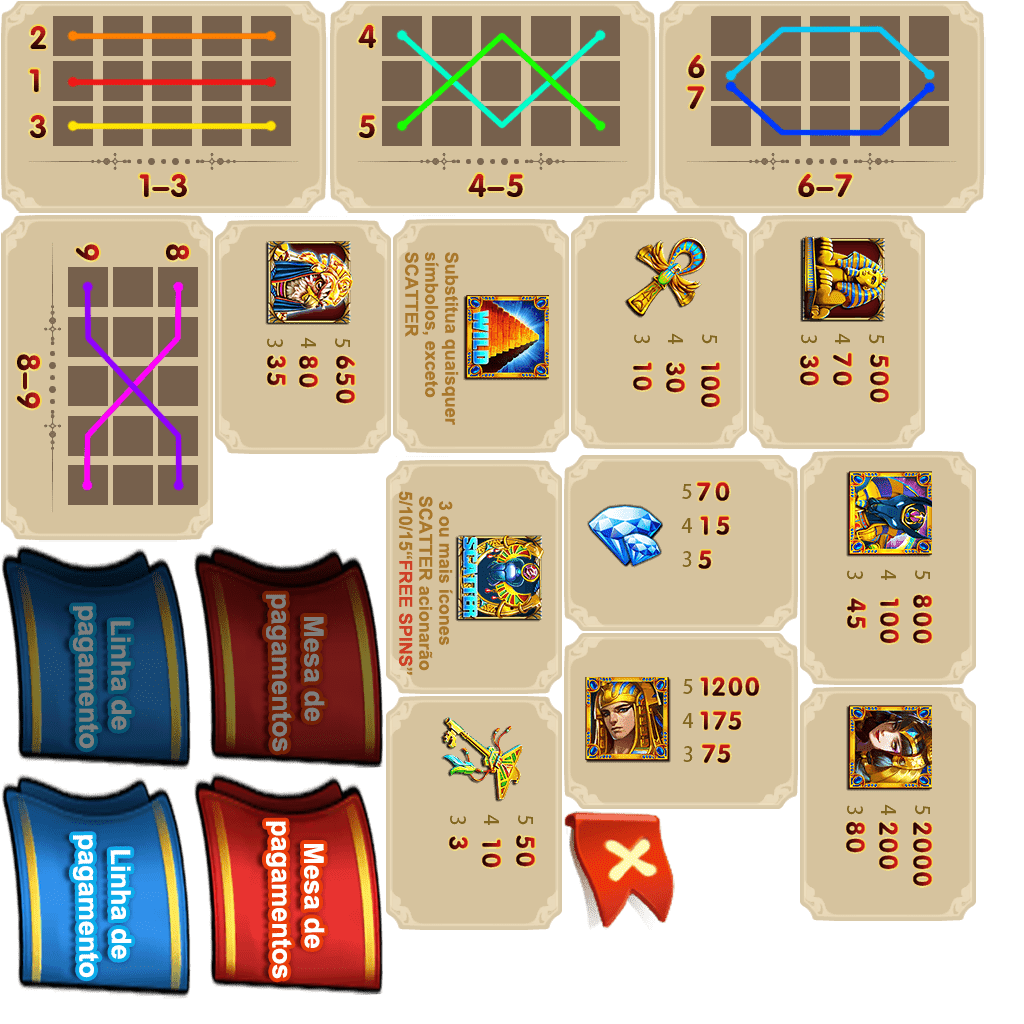 2
1
3
1–3
4
5
4–5
6
7
6–7
9
8
8–9
5 650
4 80
3 35
Substitua quaisquer
símbolos, exceto
SCATTER
WILD
5 100
4 30
3 10
5 500
4 70
3 30
3 ou mais ícones
SCATTER acionarão
5/10/15“FREE SPINS”
SCATTER
5 70
4 15
3 5
5 800
4 100
3 45
Linha de
pagamento
Mesa de
pagamentos
5 1200
4 175
3 75
5 50
4 10
3 3
5 2000
4 200
3 80
Linha de
pagamento
Mesa de
pagamentos